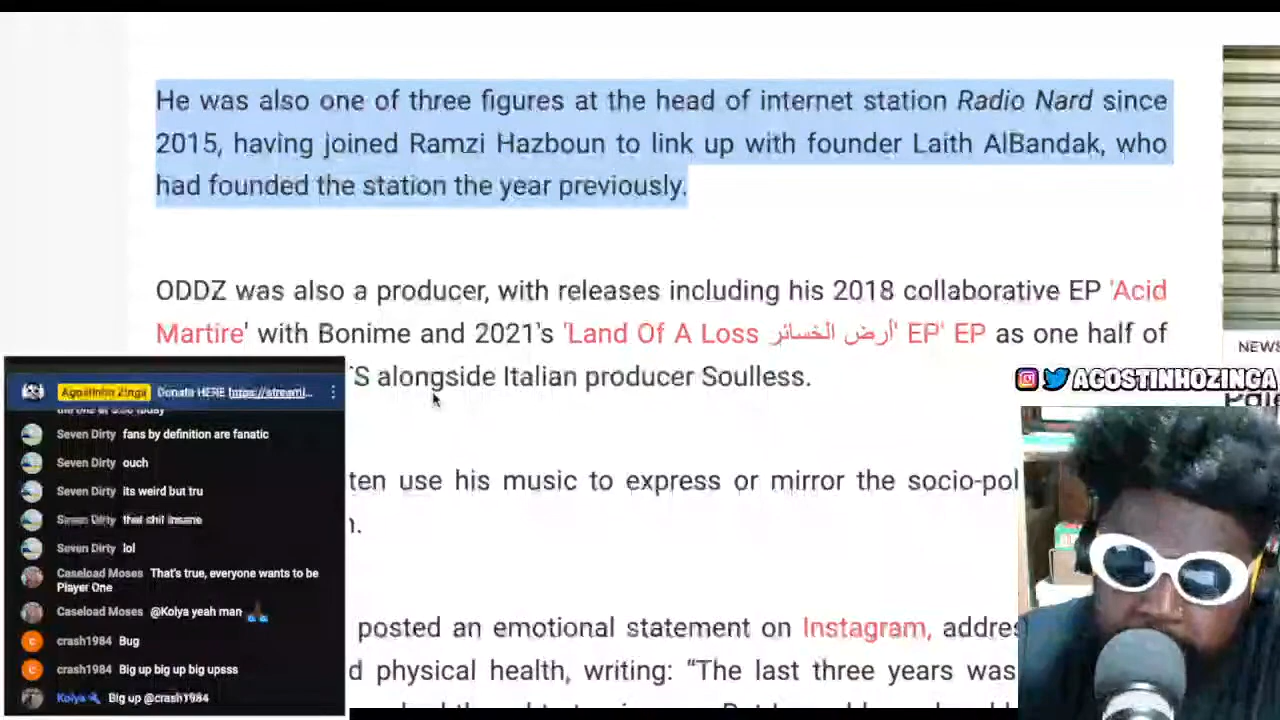 He was also one of three figures at the head of internet station Radio Nard since
2015, having joined Ramzi Hazboun to link up with founder Laith AlBandak, who
had founded the station the year previously.
ODDZ was also a producer, with releases including his 2018 collaborative EP 'Acid
Martire' with Bonime and 2021's 'Land Of A Loss أرض الخسائر' EP' EP as one half of
'S alongside Italian producer Soulless.
ten use his music to express or mirror the socio-pol
n.
posted an emotional statement on Instagram, addres
d physical health, writing: “The last three years was
NEWS
AGOSTINHOZINGA
Agostinho Zinga Donate HERE https://streaml...
Seven Dirty fans by definition are fanatic
Seven Dirty ouch
Seven Dirty its weird but tru
Seven Dirty that shit insane
Seven Dirty lol
Caseload Moses That's true, everyone wants to be
Player One
Caseload Moses @Kolya yeah man
crash1984 Bug
crash1984 Big up big up big upsss
Kolya Big up @crash1984